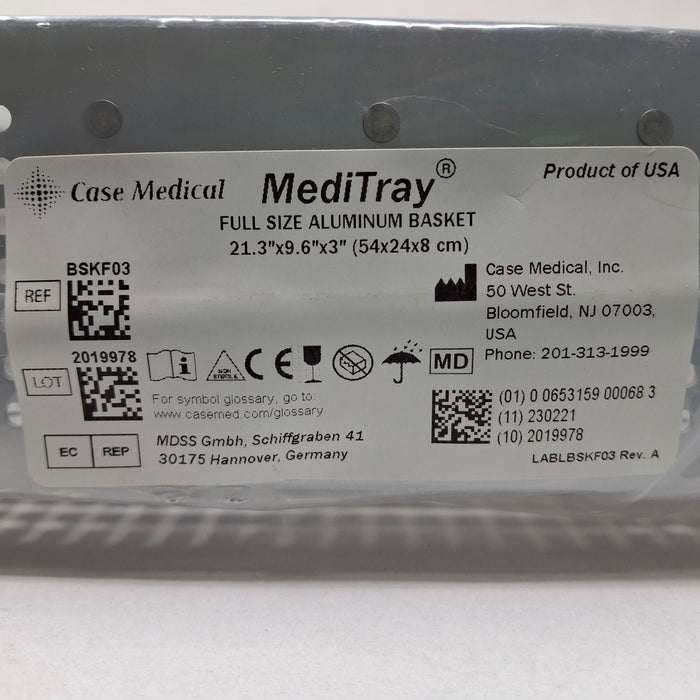 Case Medical
MediTray®
Product of USA
FULL SIZE ALUMINUM BASKET
21.3"x9.6"x3" (54x24x8 cm)
REF
BSKF03
Case Medical, Inc.
50 West St.
Bloomfield, NJ 07003,
USA
Phone: 201-313-1999
LOT
2019978
i
NON
STERILE
CE
MD
For symbol glossary, go to
www.casemed.com/glossary
(01) 0 0653159 00068 3
(11) 230221
(10) 2019978
EC REP
MDSS Gmbh, Schiffgraben 41
30175 Hannover, Germany
LABLBSKF03 Rev. A